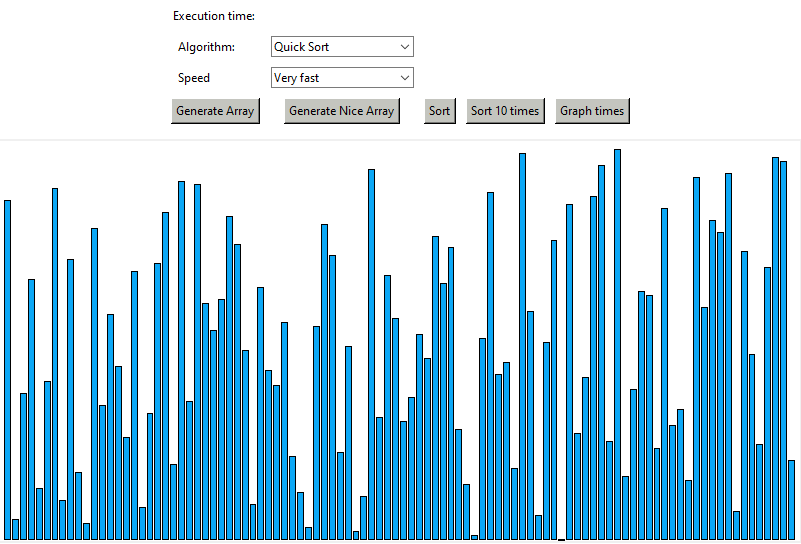 Execution time:
Algorithm: Quick Sort
Speed Very fast
Generate Array Generate Nice Array Sort Sort 10 times Graph times